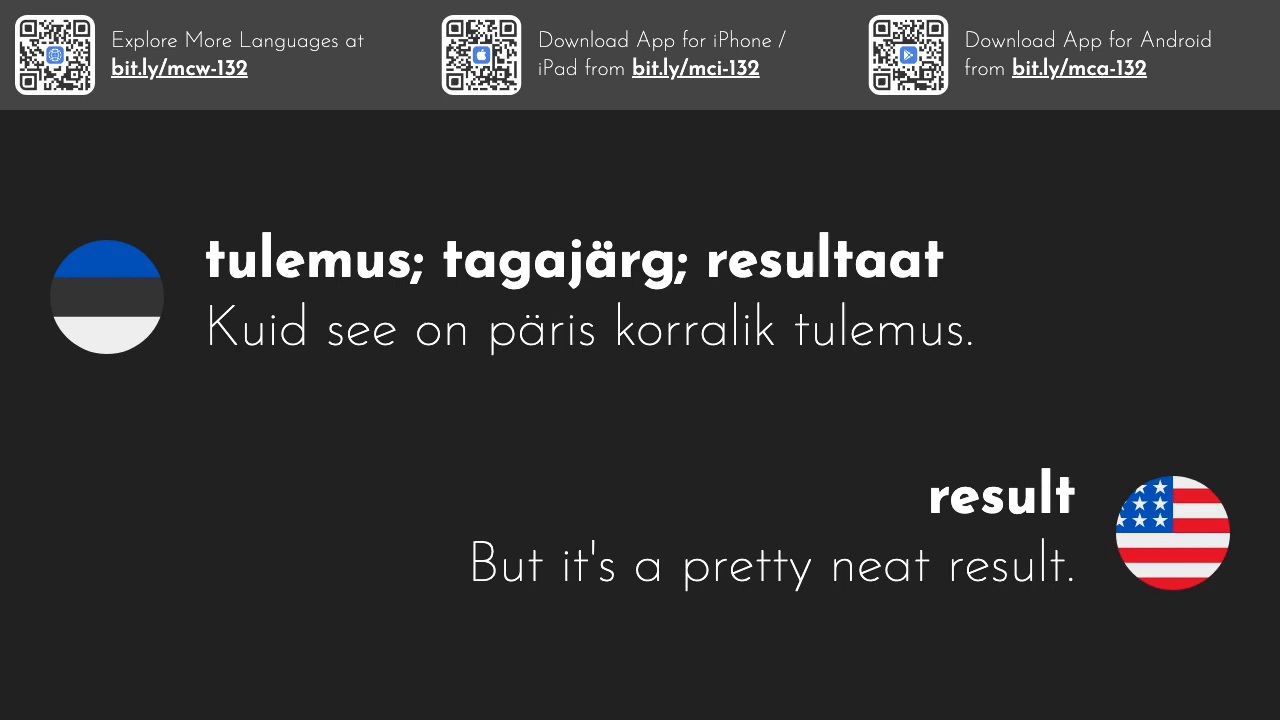 Explore More Languages at
bit.ly/mcw-132
Download App for iPhone /
iPad from bit.ly/mci-132
Download App for Android
from bit.ly/mca-132
tulemus; tagajärg; resultaat
Kuid see on päris korralik tulemus.
result
But it's a pretty neat result.